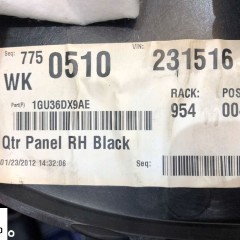 Seq: 775 VIN:
WK 0510 231516
Part(P) 1GU36DX9AE RACK: POS
954 004
Qtr Panel RH Black
01/23/2012 14:32:06 Seq: